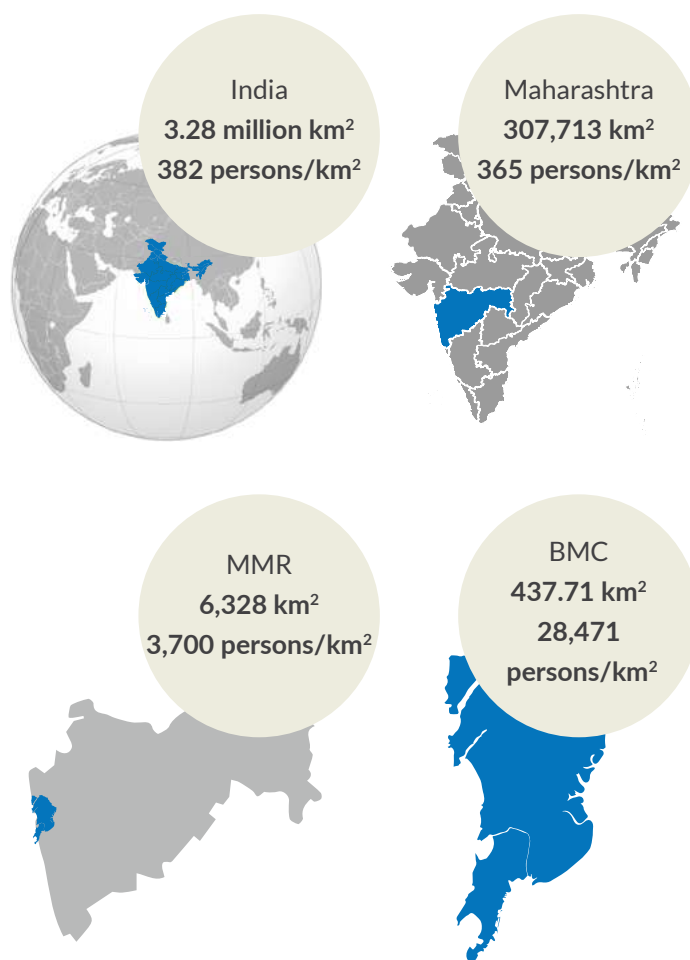 India
3.28 million km²
382 persons/km²
Maharashtra
307,713 km²
365 persons/km²
MMR
6,328 km²
3,700 persons/km²
BMC
437.71 km²
28,471
persons/km²